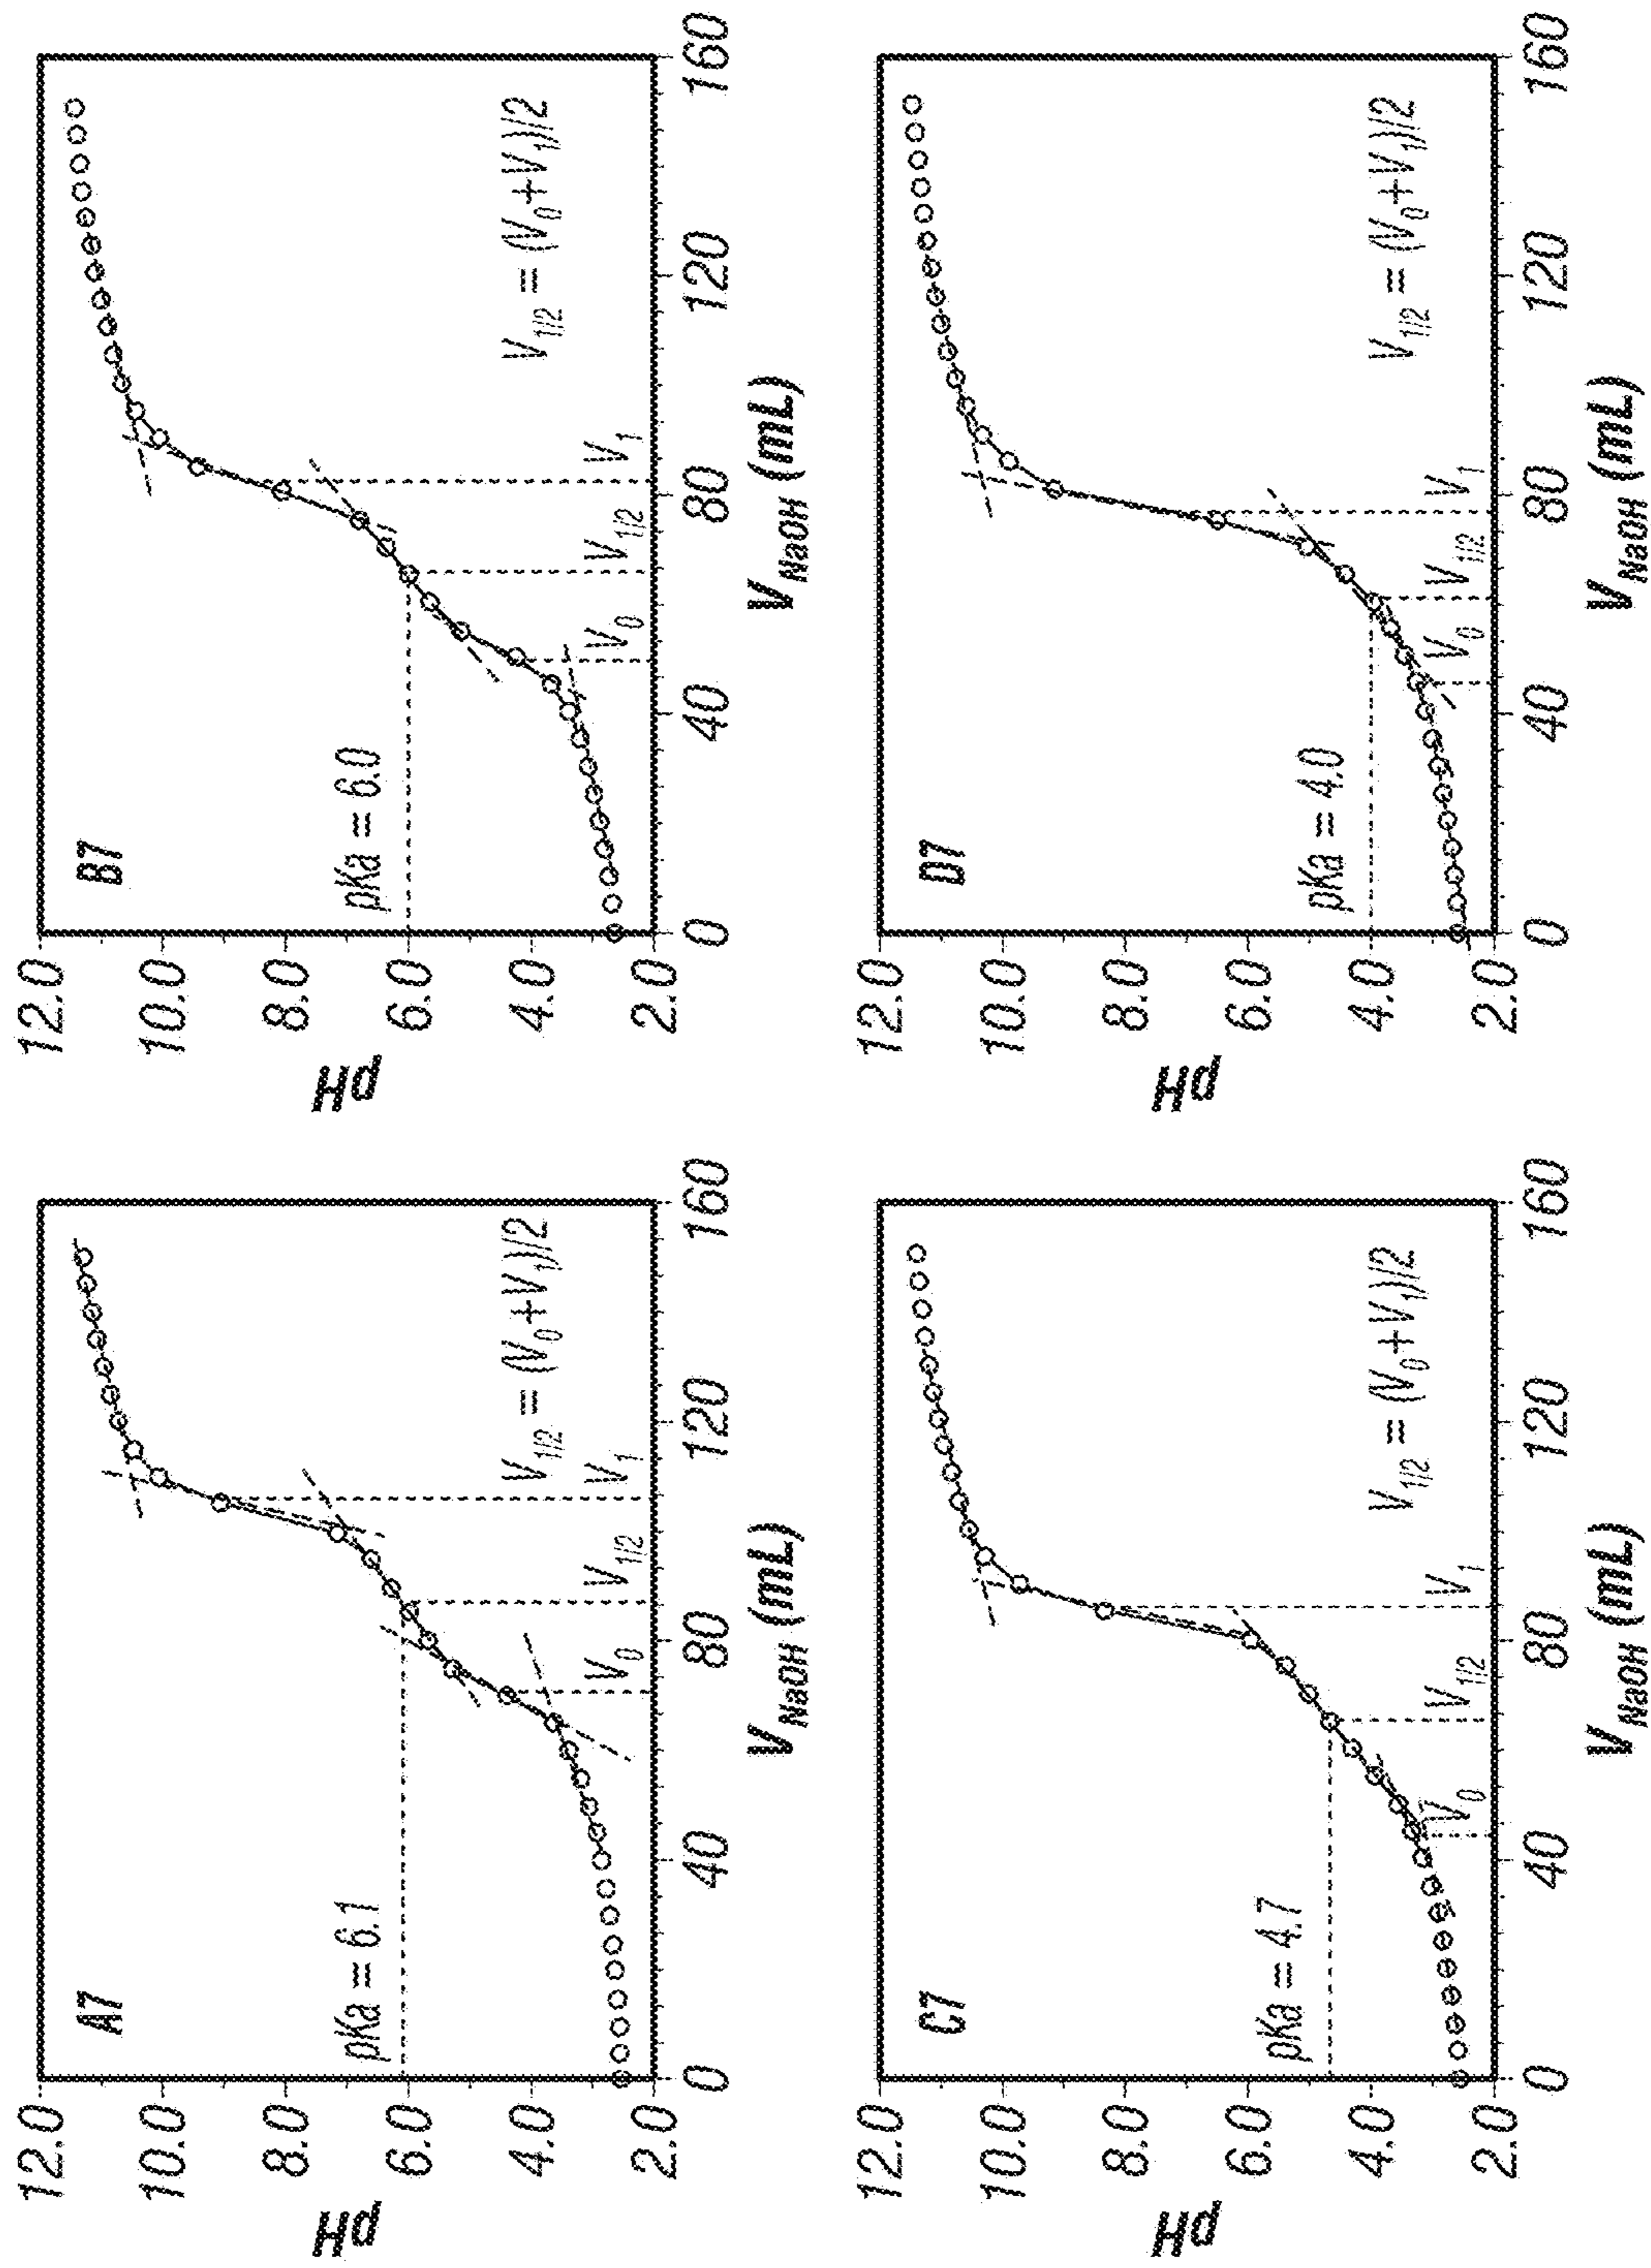 A7
pKa = 6.1
V1/2 = (V0+V1)/2
V0
V1/2
V1
12.0
10.0
8.0
6.0
4.0
2.0
pH
0
40
80
120
160
VNaOH (mL)
B7
pKa = 6.0
V1/2 = (V0+V1)/2
V0
V1/2
V1
12.0
10.0
8.0
6.0
4.0
2.0
pH
0
40
80
120
160
VNaOH (mL)
C7
pKa = 4.7
V1/2 = (V0+V1)/2
V0
V1/2
V1
12.0
10.0
8.0
6.0
4.0
2.0
pH
0
40
80
120
160
VNaOH (mL)
D7
pKa = 4.0
V1/2 = (V0+V1)/2
V0
V1/2
V1
12.0
10.0
8.0
6.0
4.0
2.0
pH
0
40
80
120
160
VNaOH (mL)